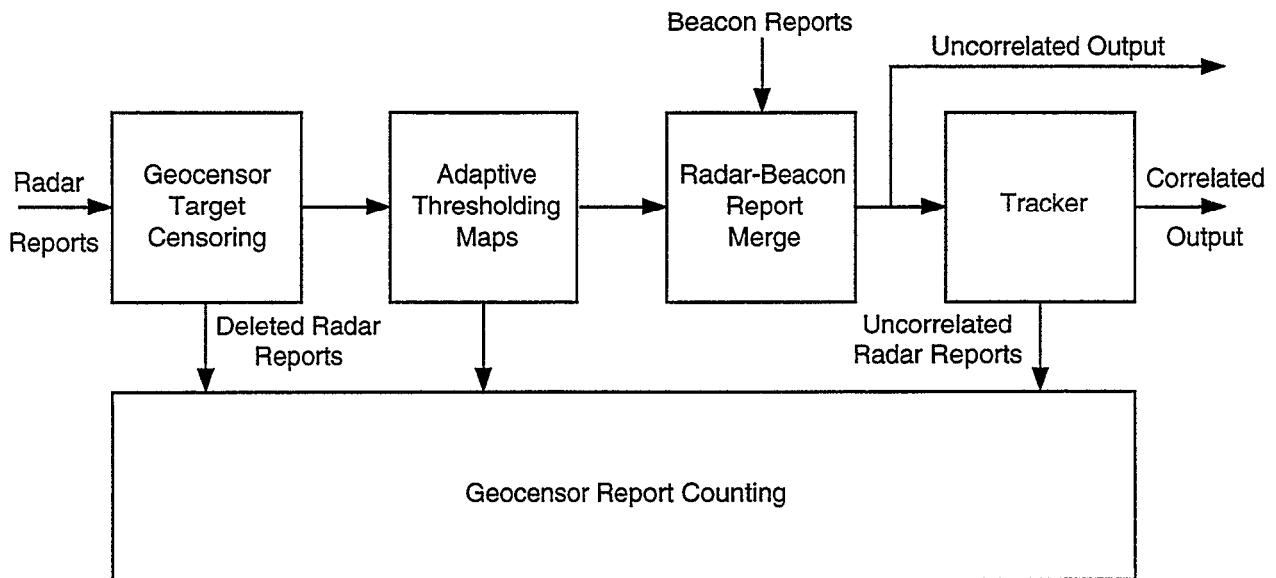 Beacon Reports
Uncorrelated Output
Radar
Reports
Geocensor
Target
Censoring
Adaptive
Thresholding
Maps
Radar-Beacon
Report
Merge
Tracker
Correlated
Output
Deleted Radar
Reports
Uncorrelated
Radar Reports
Geocensor Report Counting